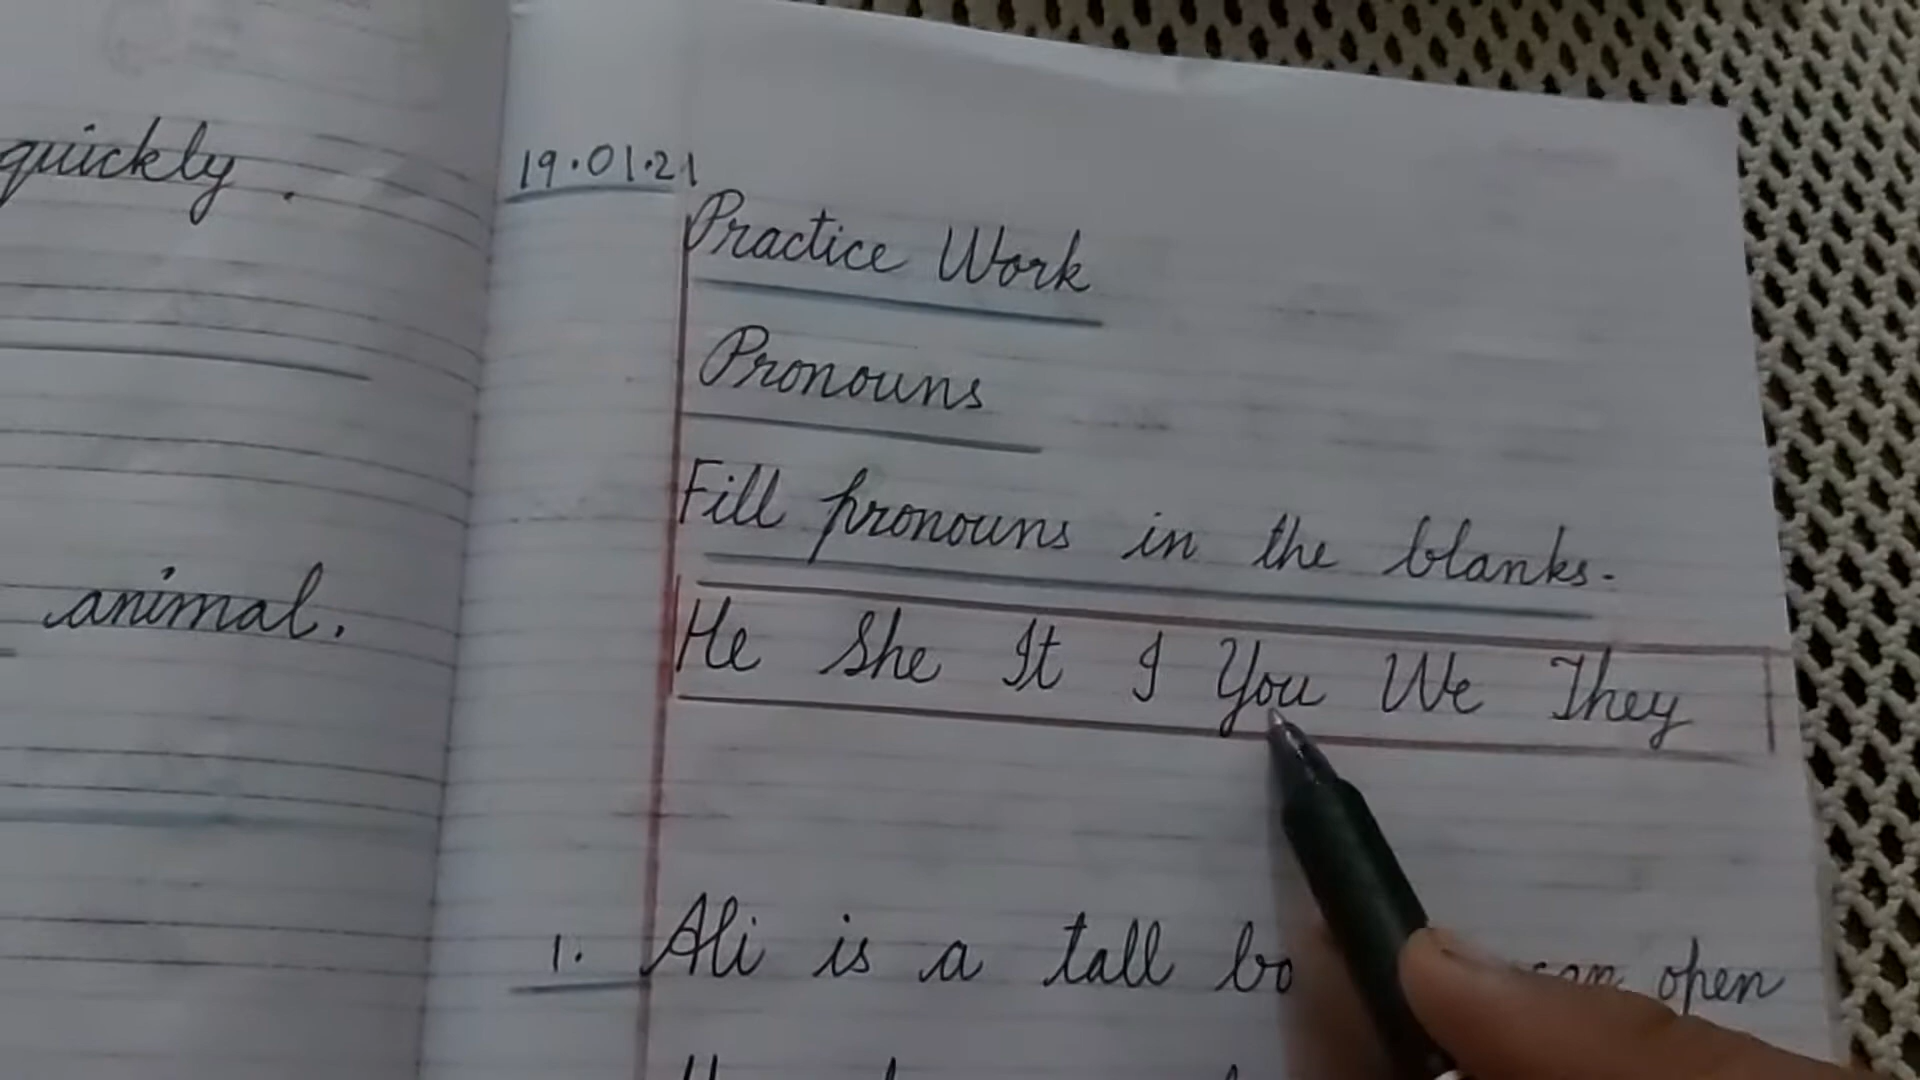 quickly.
animal.
19.01.21
Practice Work
Pronouns
Fill pronouns in the blanks.
He She It I You We They
1. Ali is a tall bo can open